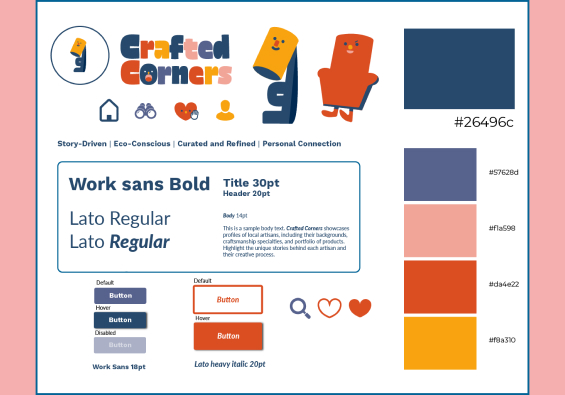 Crafted
Corners
#26496c
Story-Driven | Eco-Conscious | Curated and Refined | Personal Connection
Work sans Bold
Lato Regular
Lato Regular
Title 30pt
Header 20pt
Body 14pt
This is a sample body text. Crafted Corners showcases
profiles of local artisans, including their backgrounds,
craftsmanship specialties, and portfolio of products.
Highlight the unique stories behind each artisan and
their creative process.
Default
Button
Hover
Button
Disabled
Button
Work Sans 18pt
Default
Button
Hover
Button
Lato heavy italic 20pt
#57628d
#f1a598
#da4e22
#f8a310